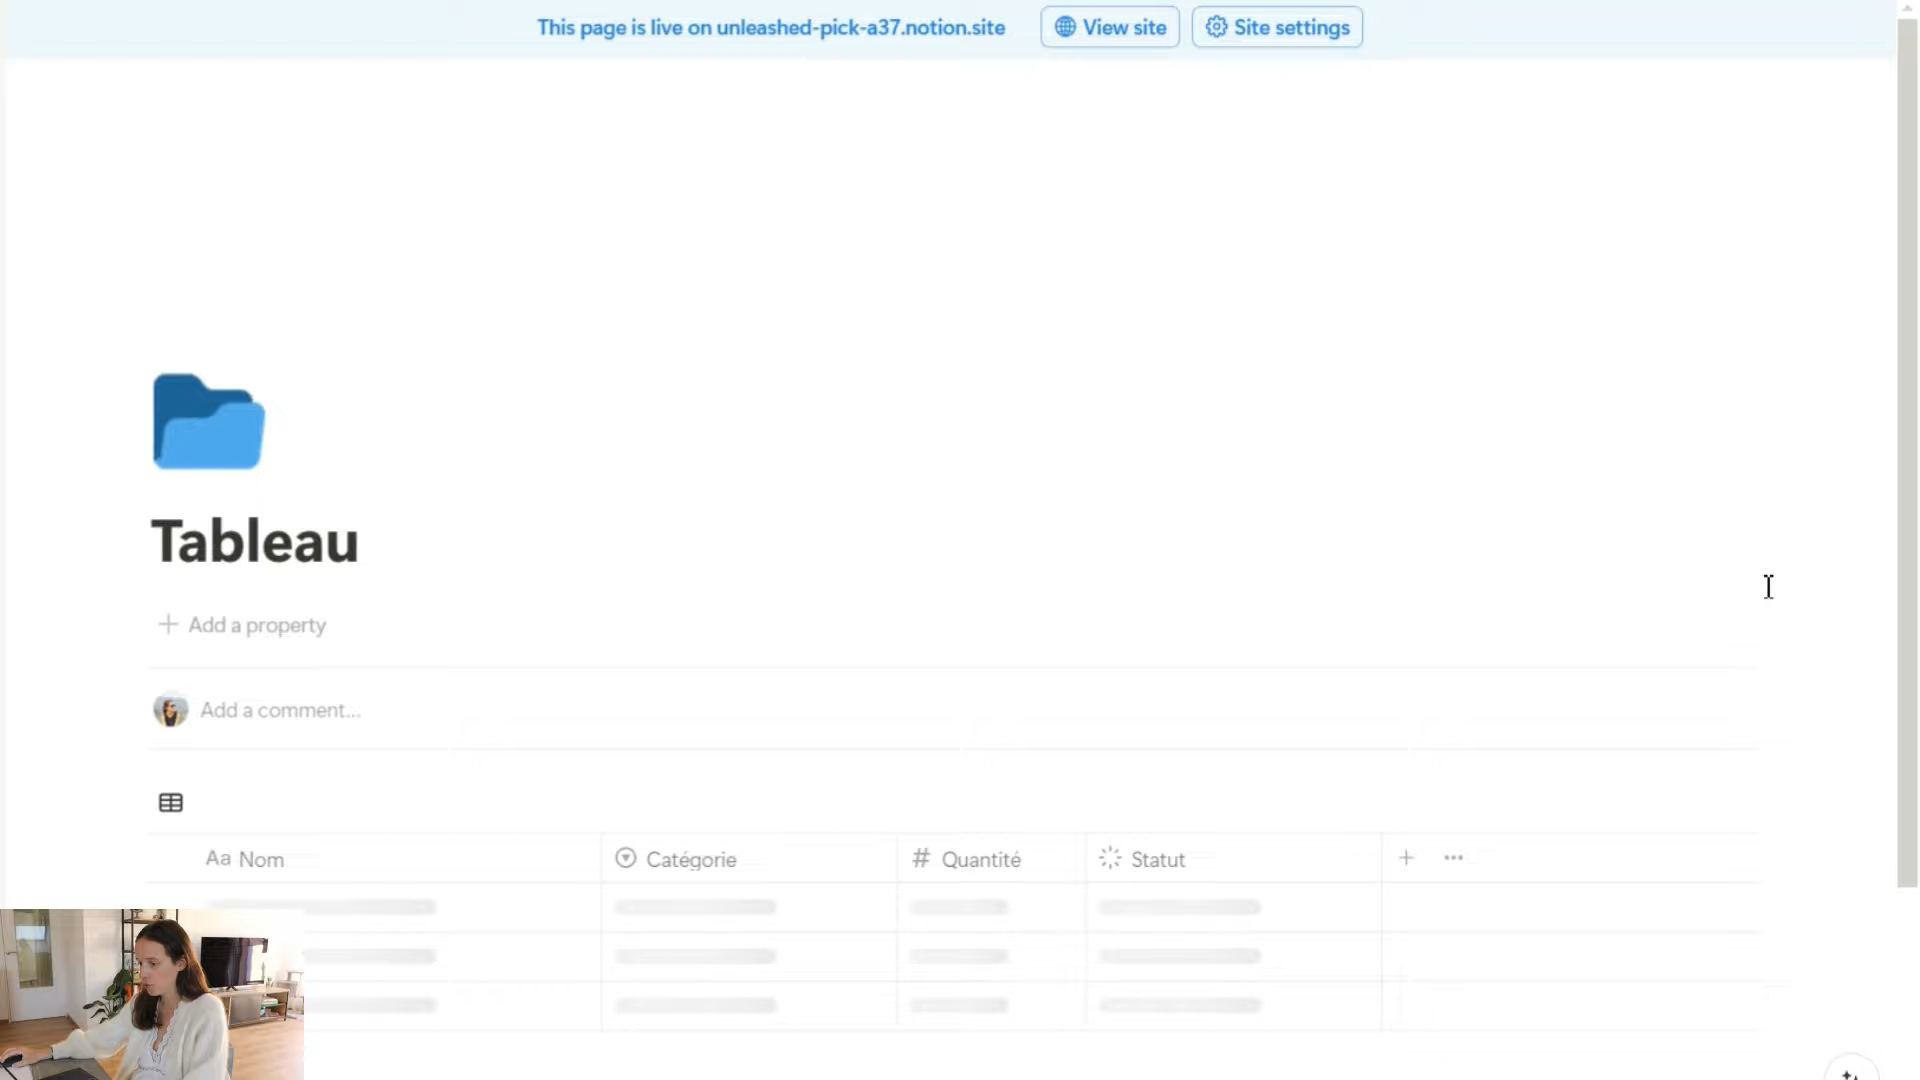 This page is live on unleashed-pick-a37.notion.site
View site
Site settings
Tableau
Add a property
Add a comment...
Aa Nom
Catégorie
# Quantité
Statut